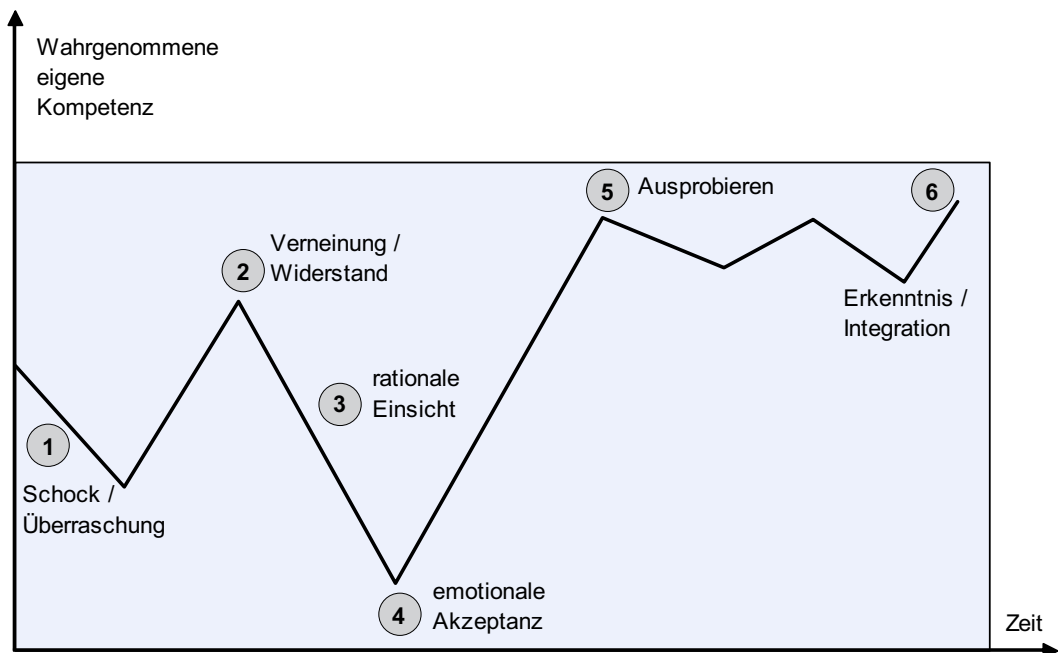 Wahrgenommene
eigene
Kompetenz
5 Ausprobieren
6
Verneinung /
2 Widerstand
Erkenntnis /
Integration
rationale
3 Einsicht
1
Schock /
Überraschung
emotionale
4 Akzeptanz
Zeit